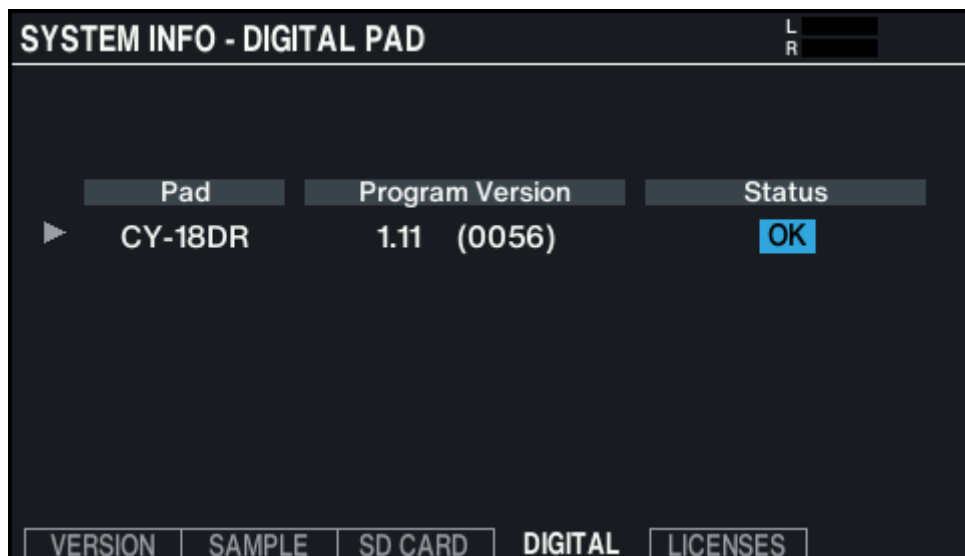 SYSTEM INFO - DIGITAL PAD L
R
Pad Program Version Status
CY-18DR 1.11 (0056) OK
VERSION SAMPLE SD CARD DIGITAL LICENSES